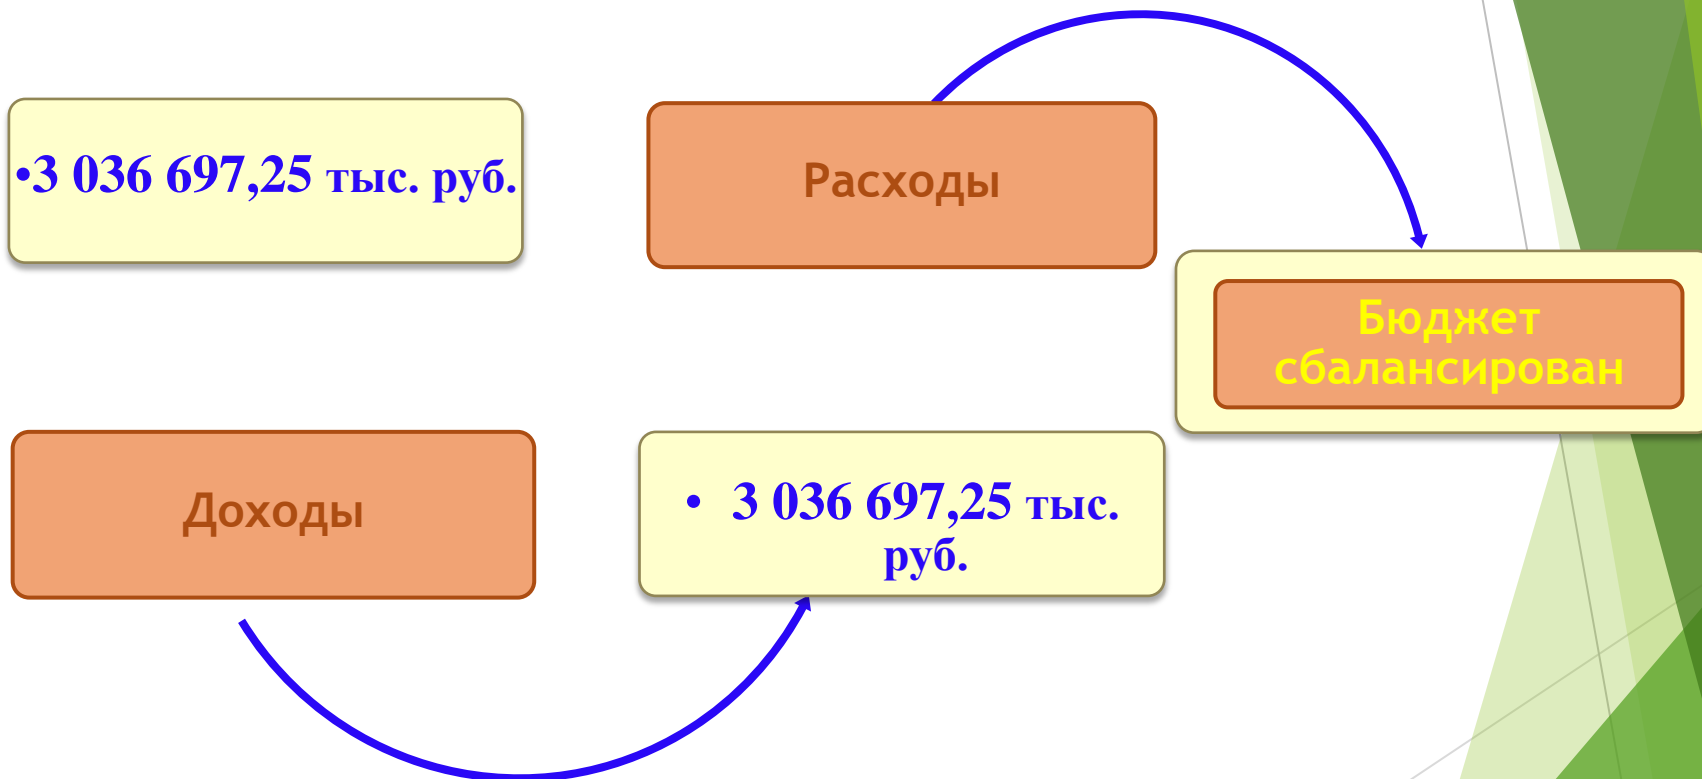 •3 036 697,25 тыс. руб.
Расходы
Бюджет
сбалансирован
Доходы
• 3 036 697,25 тыс.
руб.